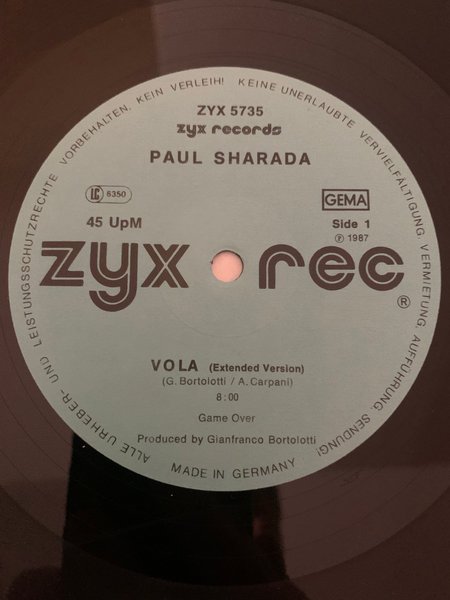 ALLE URHEBER- UND LEISTUNGSSCHUTZRECHTE VORBEHALTEN. KEIN VERLEIH! KEINE UNERLAUBTE VERVIELFÄLTIGUNG, VERMIETUNG, AUFFÜHRUNG, SENDUNG!
ZYX 5735
zyx records
PAUL SHARADA
LC 5350
GEMA
45 UpM
Side 1
Ⓟ 1987
zyx rec
®
VOLA (Extended Version)
(G. Bortolotti / A. Carpani)
8:00
Game Over
Produced by Gianfranco Bortolotti
MADE IN GERMANY